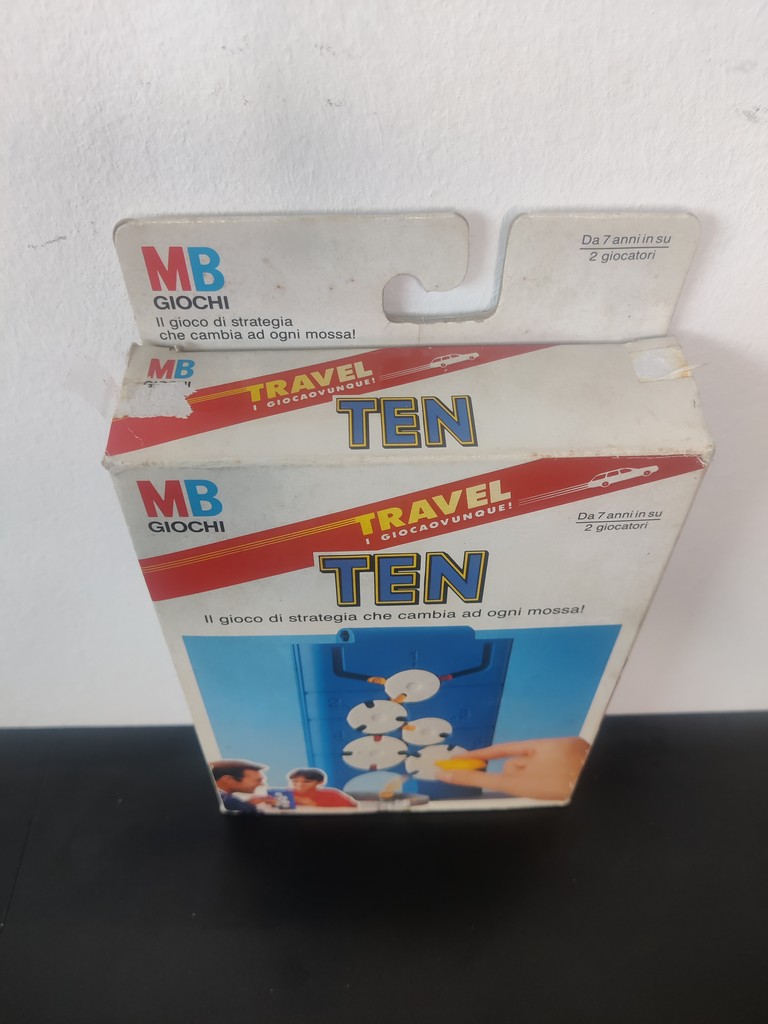 MB
GIOCHI
Il gioco di strategia
che cambia ad ogni mossa!
Da 7 anni in su
2 giocatori
MB
TRAVEL
I GIOCAOVUNQUE!
TEN
MB
GIOCHI
TRAVEL
I GIOCAOVUNQUE!
Da 7 anni in su
2 giocatori
TEN
Il gioco di strategia che cambia ad ogni mossa!